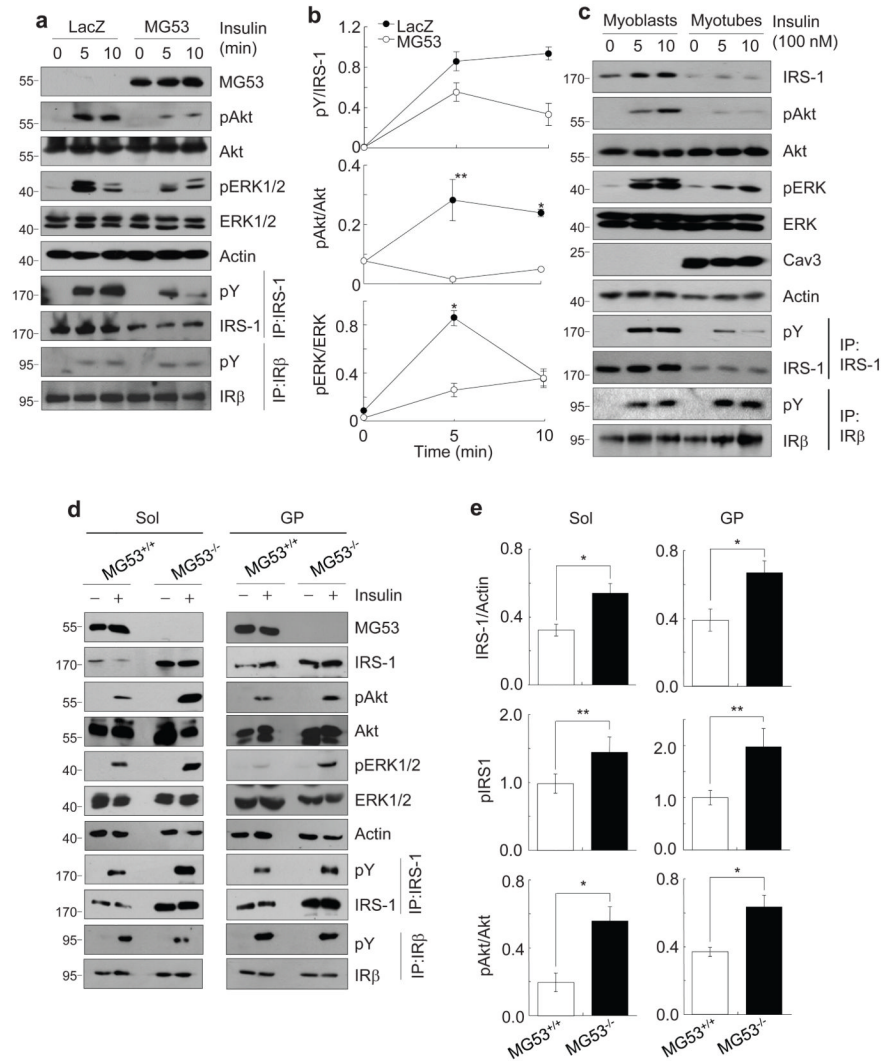 a
LacZ MG53 Insulin
0 5 10 0 5 10 (min)
55 MG53
55 pAkt
55 Akt
40 pERK1/2
40 ERK1/2
40 Actin
170 pY
170 IRS-1
IP:IRS-1
95 pY
95 IRβ
IP:IRβ
b
LacZ
MG53
pY/IRS-1
1.2
0.8
0.4
0
pAkt/Akt
0.4
0.2
0
**
*
pERK/ERK
0.8
0.4
0
*
0 5 10
Time (min)
c
Myoblasts Myotubes Insulin
0 5 10 0 5 10 (100 nM)
170 IRS-1
55 pAkt
55 Akt
40 pERK
40 ERK
25 Cav3
40 Actin
170 pY
170 IRS-1
IP:
IRS-1
95 pY
95 IRβ
IP:
IRβ
d
Sol GP
MG53+/+ MG53-/- MG53+/+ MG53-/-
− + − + − + − + Insulin
55 MG53
170 IRS-1
55 pAkt
55 Akt
40 pERK1/2
40 ERK1/2
40 Actin
170 pY
170 IRS-1
IP:IRS-1
95 pY
95 IRβ
IP:IRβ
e
Sol GP
IRS-1/Actin
0.8 0.8
0.4 0.4
0.0 0.0
* *
pIRS1
2.0
1.0 2.0
0.0 1.0
0.0
** **
pAkt/Akt
0.8 0.8
0.4 0.4
0 0
* *
MG53+/+ MG53-/- MG53+/+ MG53-/-